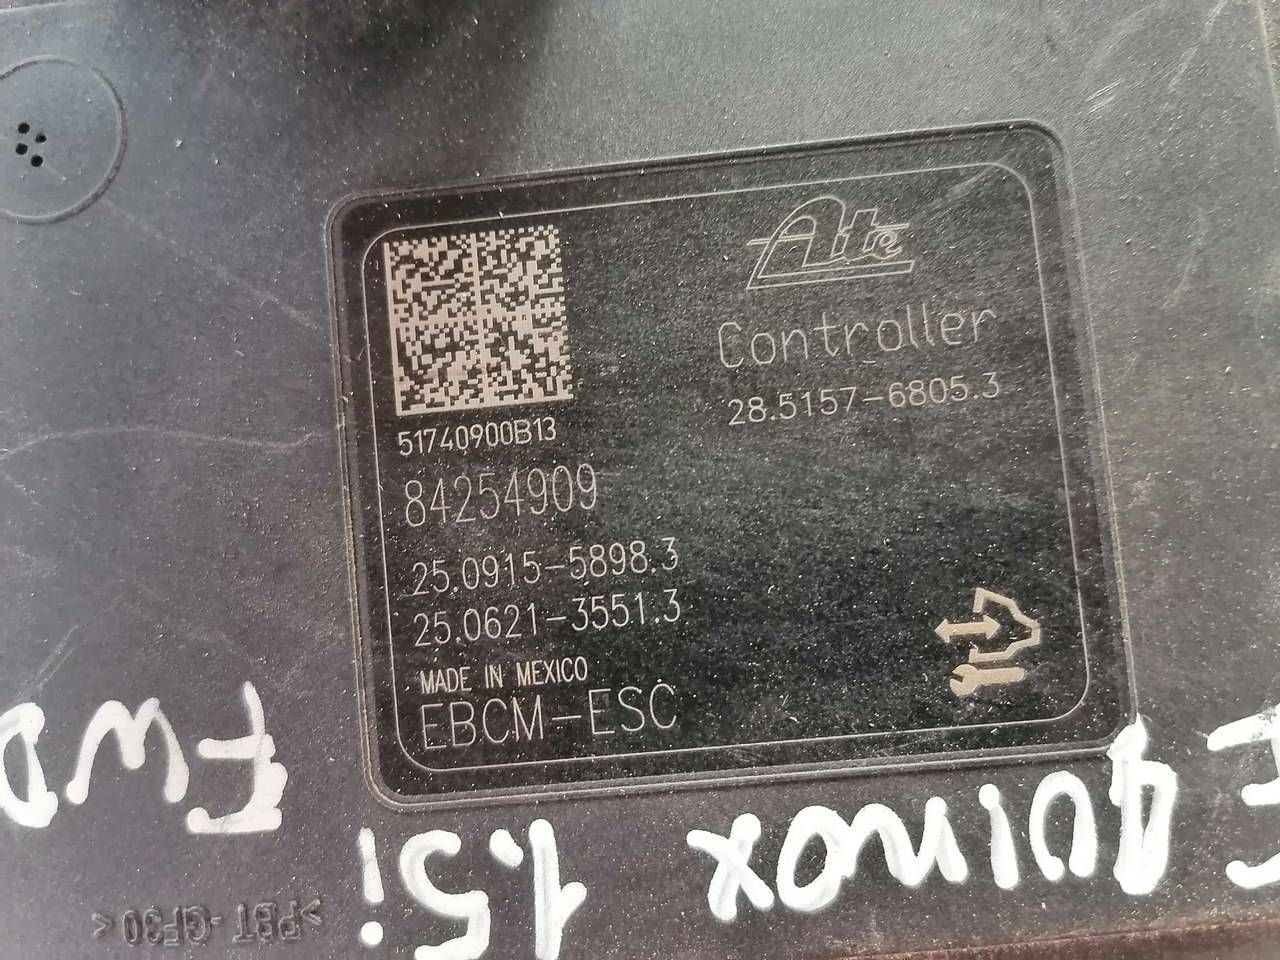 Ate
Controller
28.5157-6805.3
51740900B13
84254909
25.0915-5898.3
25.0621-3551.3
MADE IN MEXICO
EBCM-ESC
Equinox 1.5i FWD
>PBT-GF30<